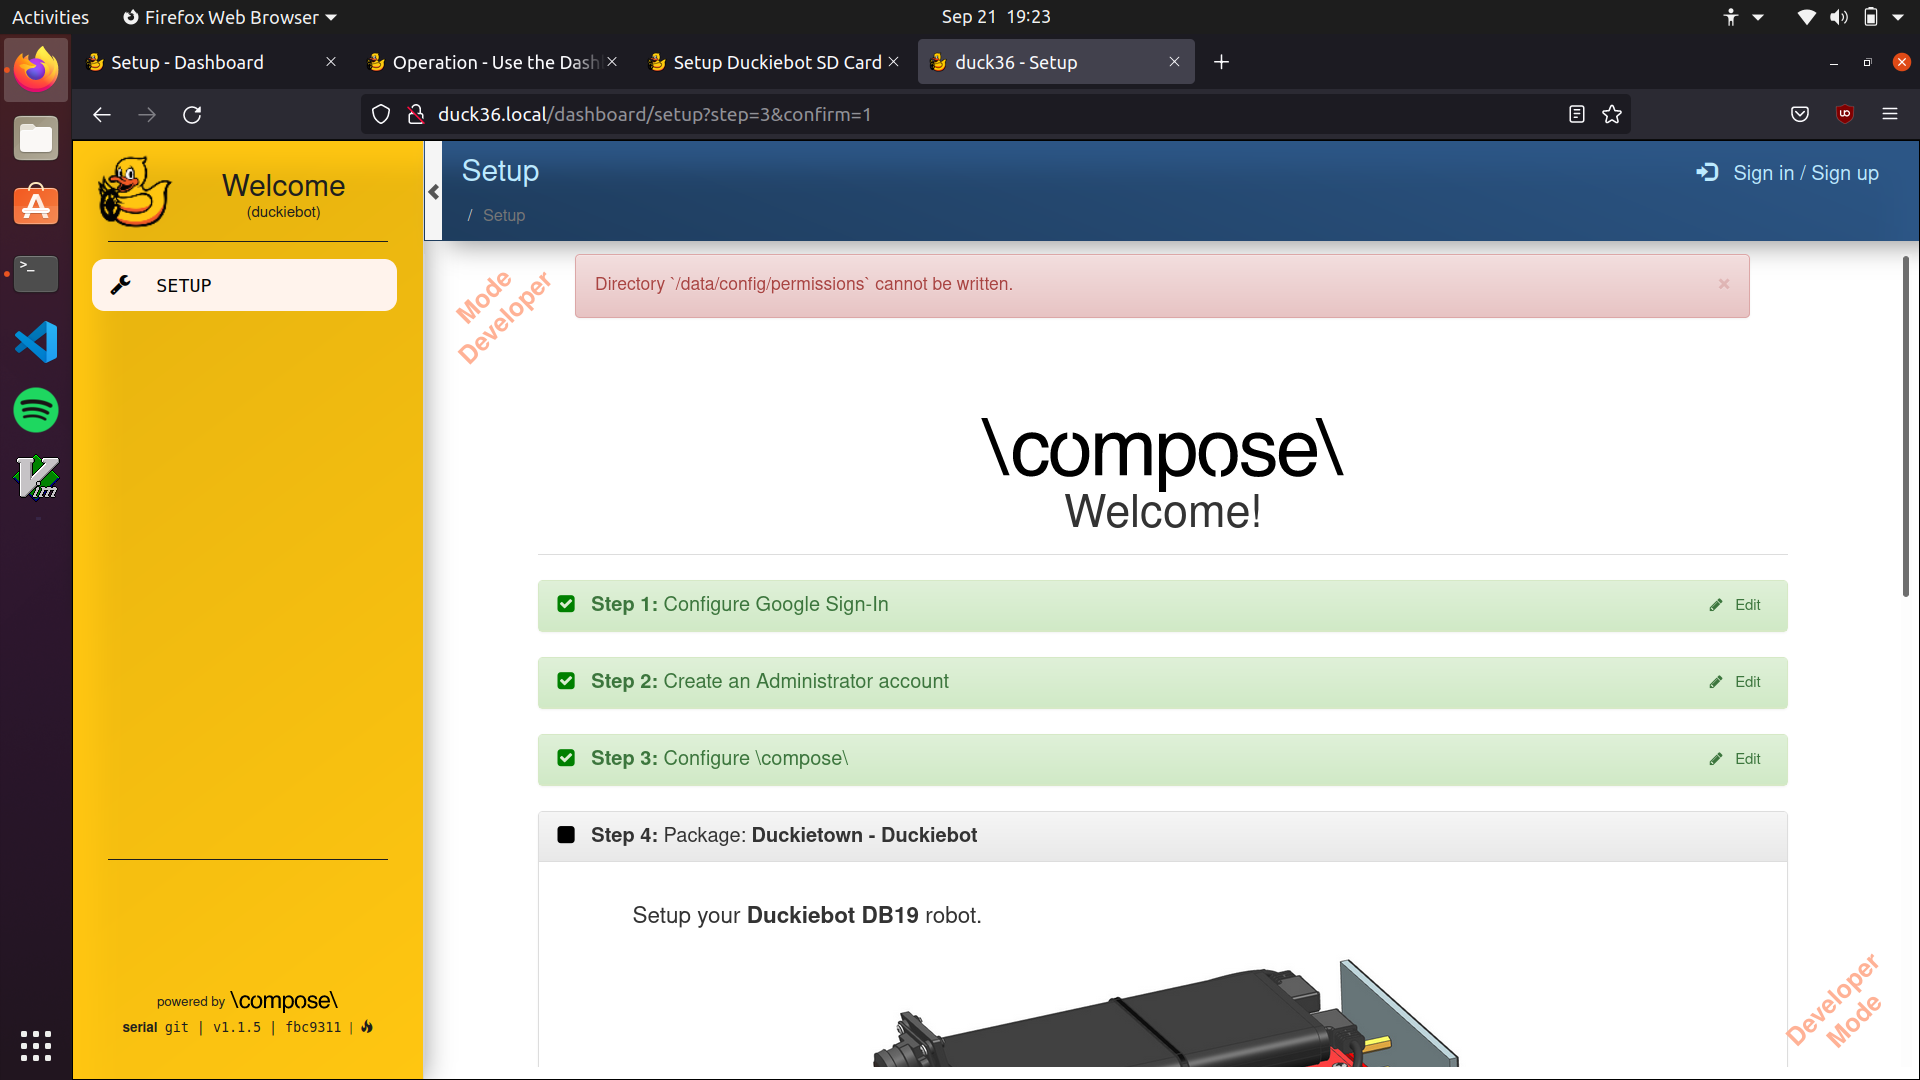 Activities
Firefox Web Browser
Sep 21 19:23
Setup - Dashboard
Operation - Use the Dash
Setup Duckiebot SD Card
duck36 - Setup
duck36.local/dashboard/setup?step=3&confirm=1
Welcome
(duckiebot)
SETUP
Setup
/ Setup
Sign in / Sign up
Mode
Developer
Directory `/data/config/permissions` cannot be written.
\compose\
Welcome!
Step 1: Configure Google Sign-In
Edit
Step 2: Create an Administrator account
Edit
Step 3: Configure \compose\
Edit
Step 4: Package: Duckietown - Duckiebot
Setup your Duckiebot DB19 robot.
powered by \compose\
serial git | v1.1.5 | fbc9311 |
Developer
Mode
Vim